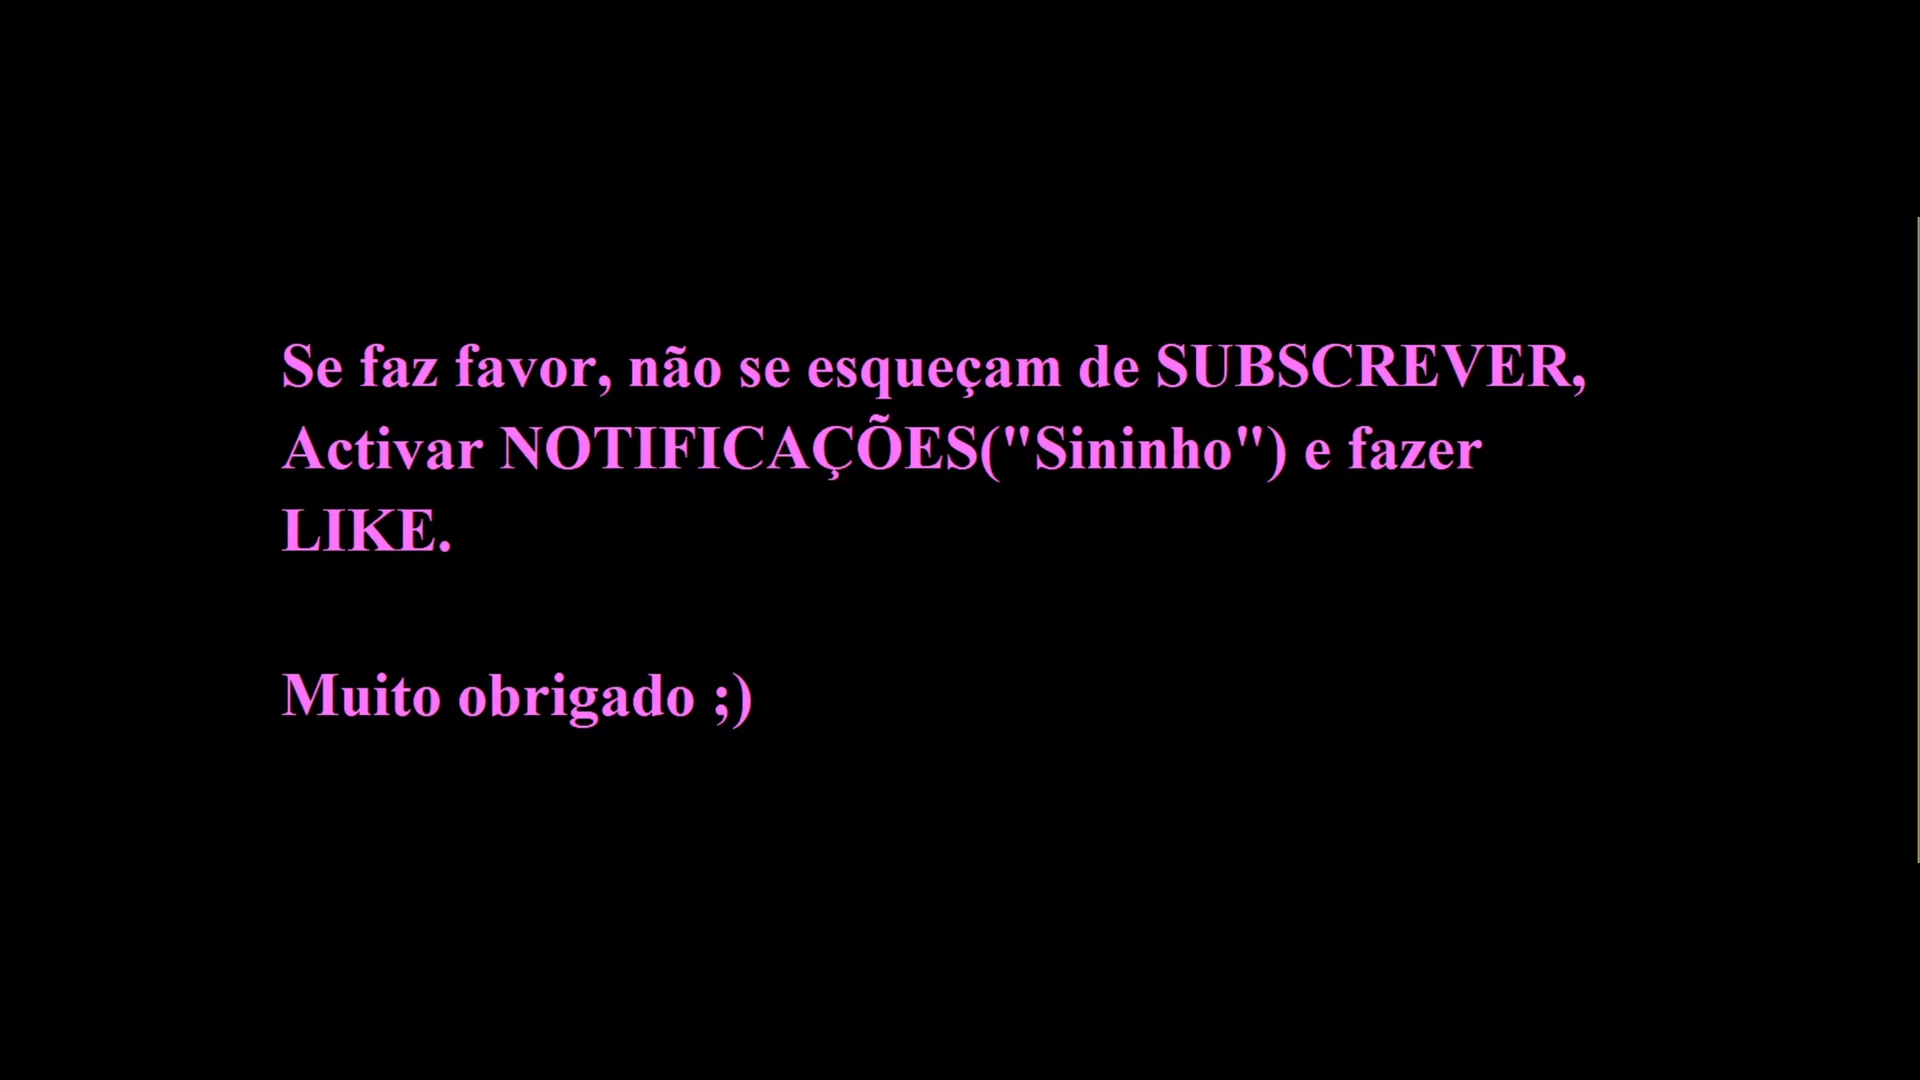 Se faz favor, não se esqueçam de SUBSCREVER,
Activar NOTIFICAÇÕES("Sininho") e fazer
LIKE.
Muito obrigado ;)